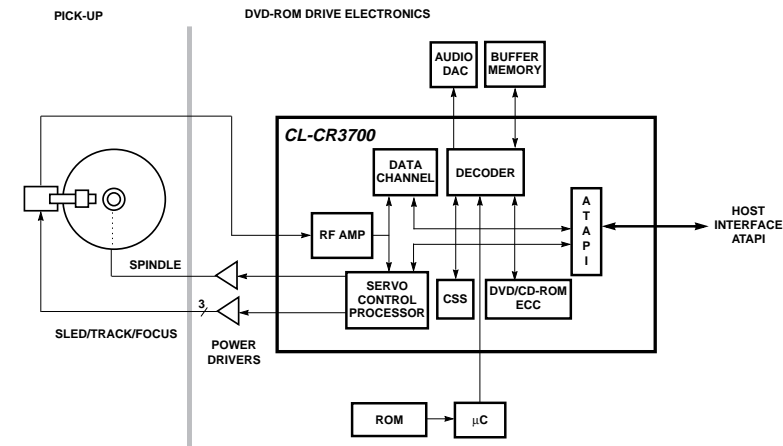 PICK-UP
DVD-ROM DRIVE ELECTRONICS
AUDIO
DAC
BUFFER
MEMORY
CL-CR3700
DATA
CHANNEL
DECODER
A
T
A
P
I
HOST
INTERFACE
ATAPI
RF AMP
SPINDLE
SERVO
CONTROL
PROCESSOR
CSS
DVD/CD-ROM
ECC
3
SLED/TRACK/FOCUS
POWER
DRIVERS
ROM
µC